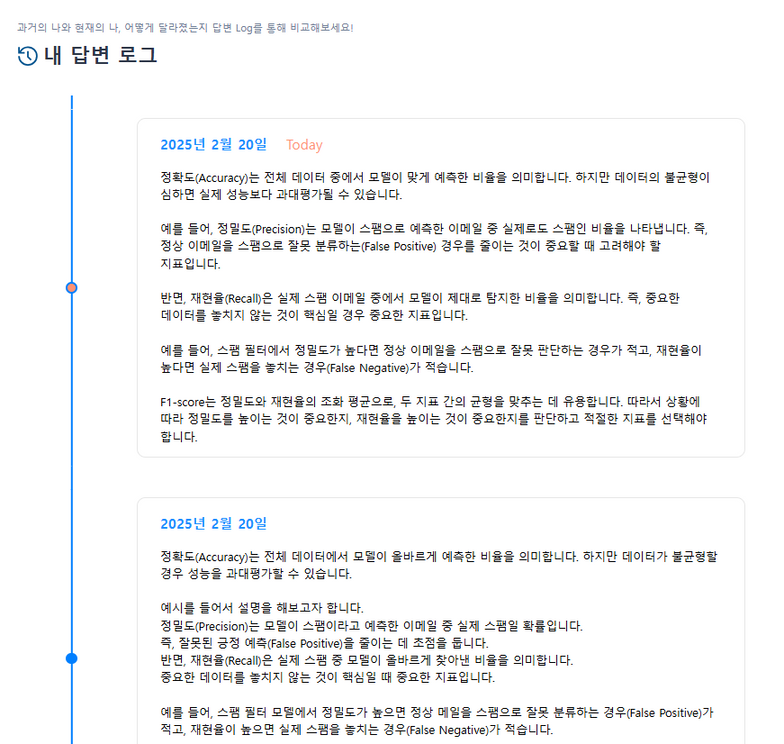 과거의 나와 현재의 나, 어떻게 달라졌는지 답변 Log를 통해 비교해보세요!
내 답변 로그
2025년 2월 20일 Today
정확도(Accuracy)는 전체 데이터 중에서 모델이 맞게 예측한 비율을 의미합니다. 하지만 데이터의 불균형이
심하면 실제 성능보다 과대평가될 수 있습니다.
예를 들어, 정밀도(Precision)는 모델이 스팸으로 예측한 이메일 중 실제로도 스팸인 비율을 나타냅니다. 즉,
정상 이메일을 스팸으로 잘못 분류하는(False Positive) 경우를 줄이는 것이 중요할 때 고려해야 할
지표입니다.
반면, 재현율(Recall)은 실제 스팸 이메일 중에서 모델이 제대로 탐지한 비율을 의미합니다. 즉, 중요한
데이터를 놓치지 않는 것이 핵심일 경우 중요한 지표입니다.
예를 들어, 스팸 필터에서 정밀도가 높다면 정상 이메일을 스팸으로 잘못 판단하는 경우가 적고, 재현율이
높다면 실제 스팸을 놓치는 경우(False Negative)가 적습니다.
F1-score는 정밀도와 재현율의 조화 평균으로, 두 지표 간의 균형을 맞추는 데 유용합니다. 따라서 상황에
따라 정밀도를 높이는 것이 중요한지, 재현율을 높이는 것이 중요한지를 판단하고 적절한 지표를 선택해야
합니다.
2025년 2월 20일
정확도(Accuracy)는 전체 데이터에서 모델이 올바르게 예측한 비율을 의미합니다. 하지만 데이터가 불균형할
경우 성능을 과대평가할 수 있습니다.
예시를 들어서 설명을 해보고자 합니다.
정밀도(Precision)는 모델이 스팸이라고 예측한 이메일 중 실제 스팸일 확률입니다.
즉, 잘못된 긍정 예측(False Positive)을 줄이는 데 초점을 둡니다.
반면, 재현율(Recall)은 실제 스팸 중 모델이 올바르게 찾아낸 비율을 의미합니다.
중요한 데이터를 놓치지 않는 것이 핵심일 때 중요한 지표입니다.
예를 들어, 스팸 필터 모델에서 정밀도가 높으면 정상 메일을 스팸으로 잘못 분류하는 경우(False Positive)가
적고, 재현율이 높으면 실제 스팸을 놓치는 경우(False Negative)가 적습니다.